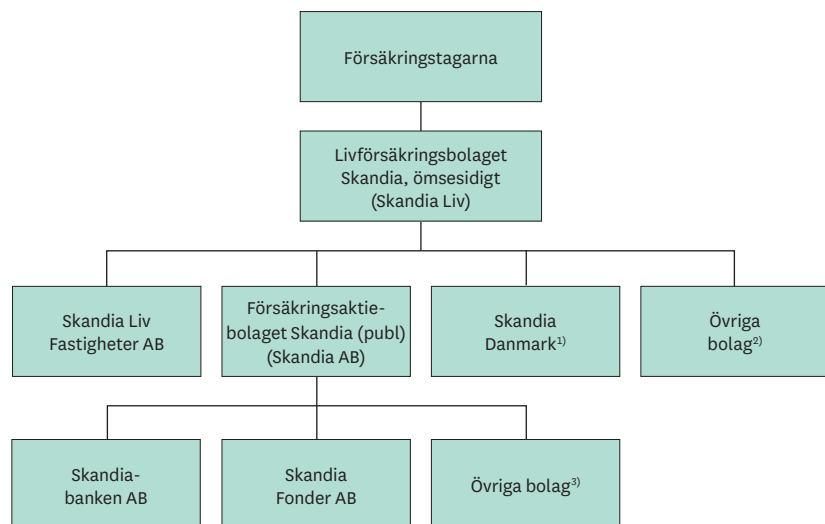 Försäkringstagarna
Livförsäkringsbolaget
Skandia, ömsesidigt
(Skandia Liv)
Skandia Liv
Fastigheter AB
Försäkringsaktie-
bolaget Skandia (publ)
(Skandia AB)
Skandia
Danmark¹⁾
Övriga
bolag²⁾
Skandia-
banken AB
Skandia
Fonder AB
Övriga bolag³⁾